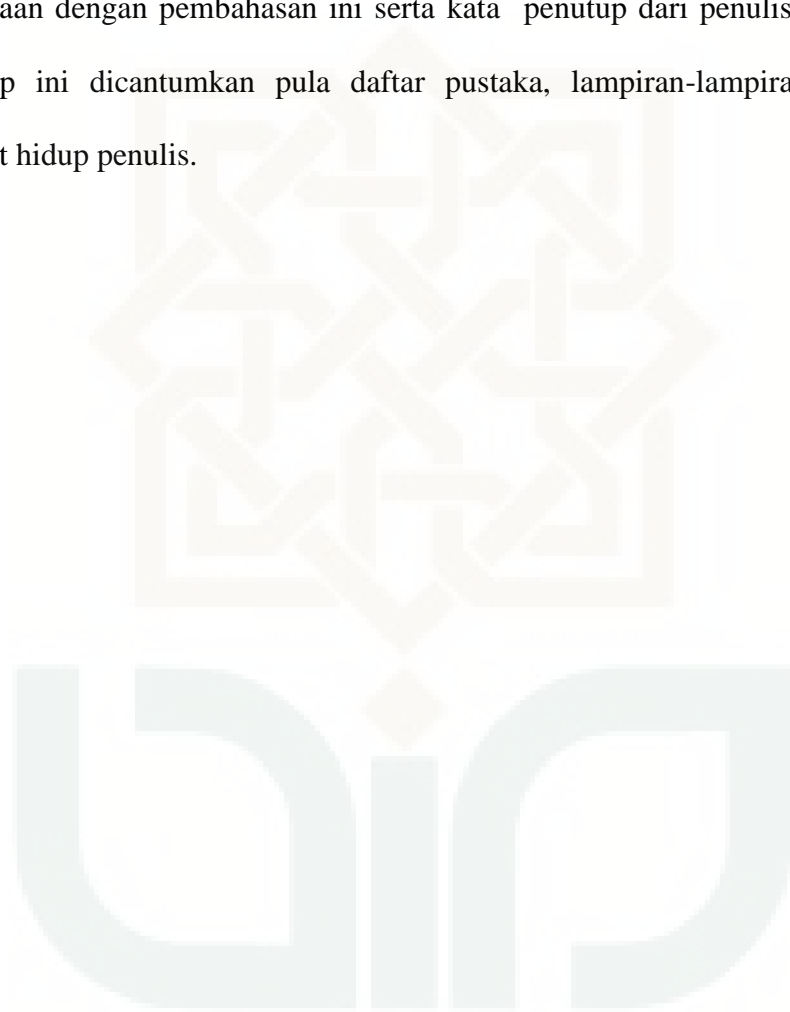 aan dengan pembahasan ini serta kata penutup dari penulis
p ini dicantumkan pula daftar pustaka, lampiran-lampira
t hidup penulis.